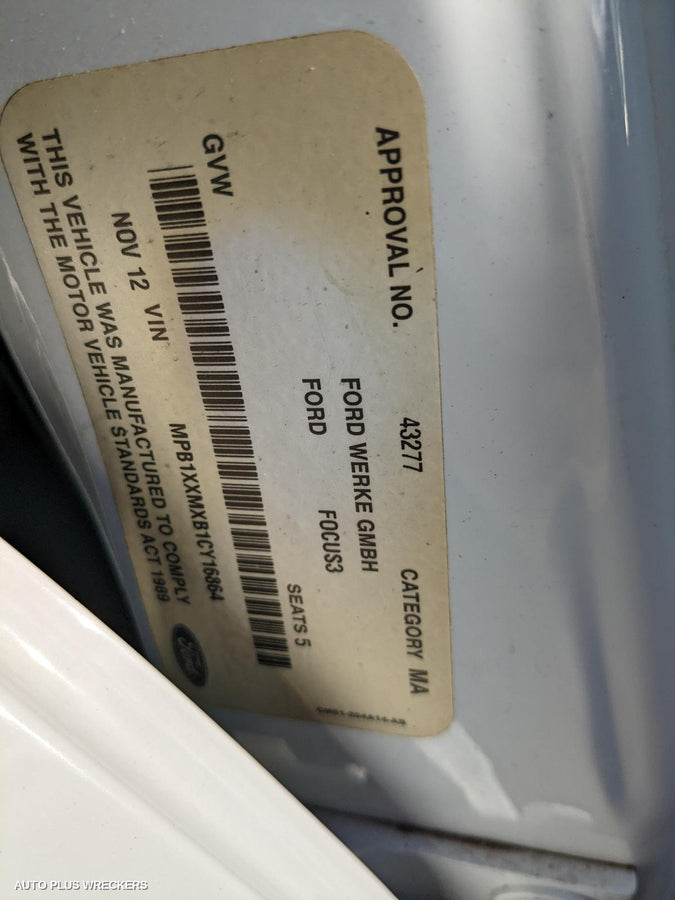 APPROVAL NO. 43277 CATEGORY MA
FORD WERKE GMBH
FORD FOCUS3
SEATS 5
GVW
MPB1XXMXB1CY16864
NOV 12 VIN
THIS VEHICLE WAS MANUFACTURED TO COMPLY
WITH THE MOTOR VEHICLE STANDARDS ACT 1989
Ford
AUTO PLUS WRECKERS